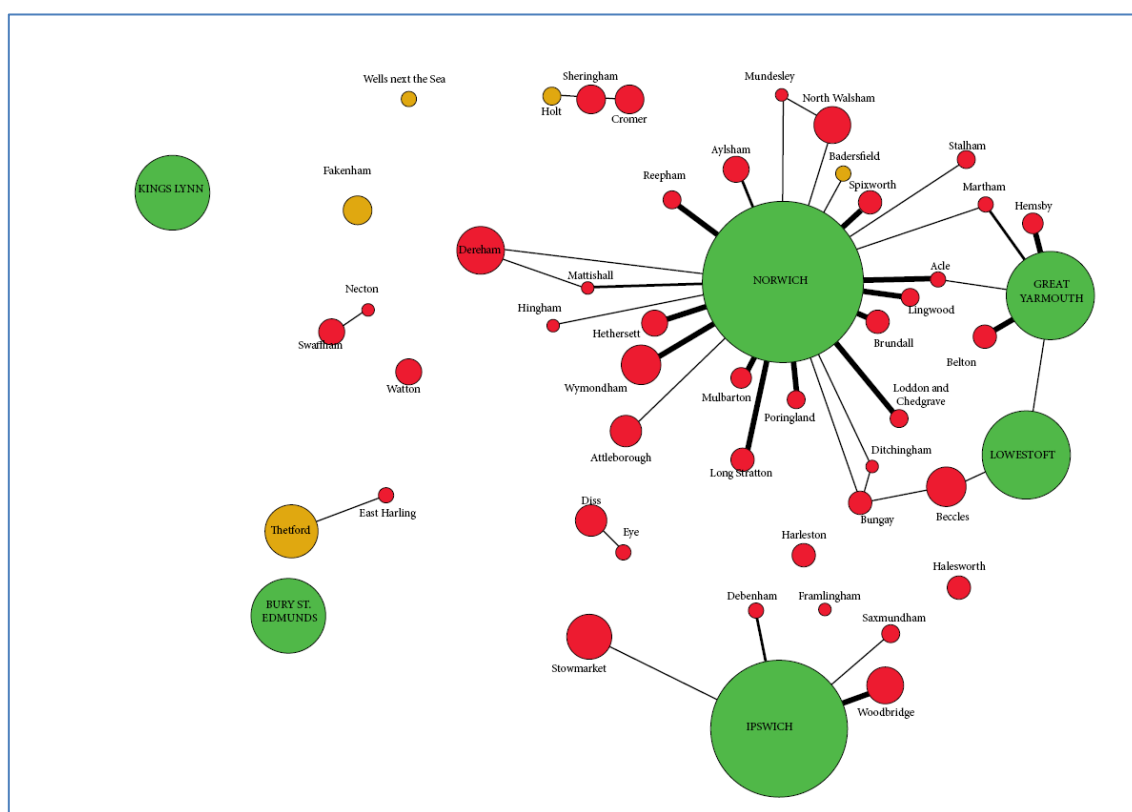 Wells next the Sea
Sheringham
Holt
Cromer
Mundesley
North Walsham
Aylsham
Badersfield
Stalham
Reepham
Spixworth
Martham
Hemsby
Fakenham
KINGS LYNN
Dereham
Mattishall
NORWICH
Acle
GREAT
YARMOUTH
Necton
Hingham
Lingwood
Swaffham
Hethersett
Brundall
Belton
Watton
Wymondham
Mulbarton
Poringland
Loddon and
Chedgrave
Attleborough
Long Stratton
Ditchingham
LOWESTOFT
Diss
Bungay
Beccles
East Harling
Thetford
Eye
Harleston
Halesworth
BURY ST.
EDMUNDS
Debenham
Framlingham
Saxmundham
Stowmarket
Woodbridge
IPSWICH